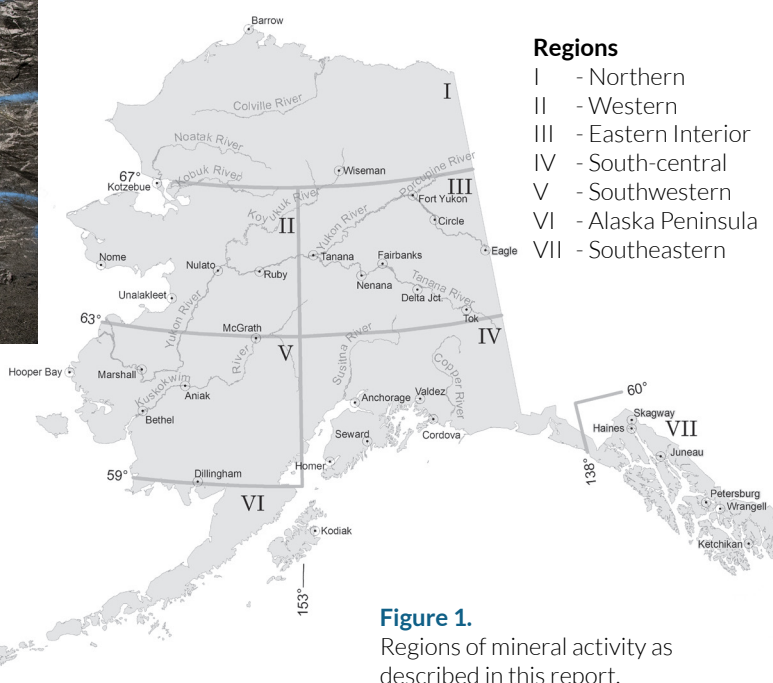 Barrow
Regions
I - Northern
II - Western
III - Eastern Interior
IV - South-central
V - Southwestern
VI - Alaska Peninsula
VII - Southeastern
I
Colville River
Noatak River
Kobuk River
Wiseman
Porcupine River
67°
Kotzebue
III
Koyukuk River
Fort Yukon
II
Yukon River
Circle
Nome
Nulato
Ruby
Tanana
Fairbanks
Eagle
Nenana
Tanana River
Delta Jct.
Unalakleet
Yukon River
Tok
63°
McGrath
IV
V
Susitna River
Copper River
Hooper Bay
Marshall
Kuskokwim River
Aniak
Bethel
Anchorage
Valdez
60°
Skagway
Haines
VII
Seward
Cordova
Juneau
Homer
138°
59°
Dillingham
VI
Petersburg
Wrangell
Kodiak
Ketchikan
153°
Figure 1.
Regions of mineral activity as
described in this report.